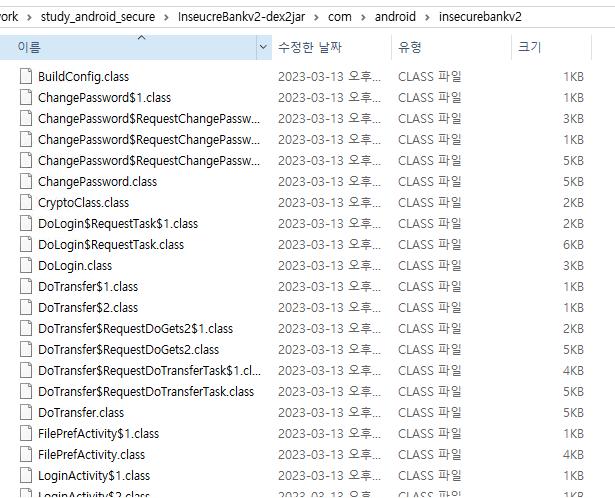 ork > study_android_secure > InseucreBankv2-dex2jar > com > android > insecurebankv2
이름 수정한 날짜 유형 크기
BuildConfig.class 2023-03-13 오후... CLASS 파일 1KB
ChangePassword$1.class 2023-03-13 오후... CLASS 파일 1KB
ChangePassword$RequestChangePassw... 2023-03-13 오후... CLASS 파일 3KB
ChangePassword$RequestChangePassw... 2023-03-13 오후... CLASS 파일 1KB
ChangePassword$RequestChangePassw... 2023-03-13 오후... CLASS 파일 5KB
ChangePassword.class 2023-03-13 오후... CLASS 파일 5KB
CryptoClass.class 2023-03-13 오후... CLASS 파일 2KB
DoLogin$RequestTask$1.class 2023-03-13 오후... CLASS 파일 2KB
DoLogin$RequestTask.class 2023-03-13 오후... CLASS 파일 6KB
DoLogin.class 2023-03-13 오후... CLASS 파일 3KB
DoTransfer$1.class 2023-03-13 오후... CLASS 파일 1KB
DoTransfer$2.class 2023-03-13 오후... CLASS 파일 1KB
DoTransfer$RequestDoGets2$1.class 2023-03-13 오후... CLASS 파일 2KB
DoTransfer$RequestDoGets2.class 2023-03-13 오후... CLASS 파일 5KB
DoTransfer$RequestDoTransferTask$1.cl... 2023-03-13 오후... CLASS 파일 4KB
DoTransfer$RequestDoTransferTask.class 2023-03-13 오후... CLASS 파일 5KB
DoTransfer.class 2023-03-13 오후... CLASS 파일 5KB
FilePrefActivity$1.class 2023-03-13 오후... CLASS 파일 1KB
FilePrefActivity.class 2023-03-13 오후... CLASS 파일 4KB
LoginActivity$1.class 2023-03-13 오후... CLASS 파일 1KB
LoginActivity$2.class 2023-03-13 오후... CLASS 파일 1KB